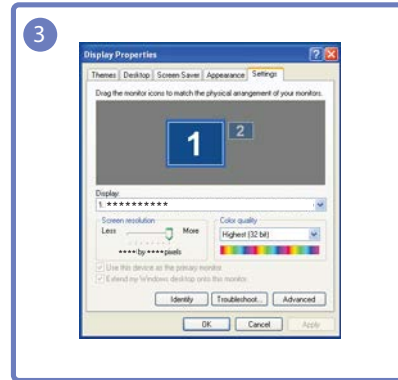 3
Display Properties
Themes Desktop Screen Saver Appearance Settings
Drag the monitor icons to match the physical arrangement of your monitors.
1 2
Display:
1. **********
Screen resolution Color quality
Less More Highest (32 bit)
**** by **** pixels
Use this device as the primary monitor.
Extend my Windows desktop onto this monitor.
Identify Troubleshoot... Advanced
OK Cancel Apply